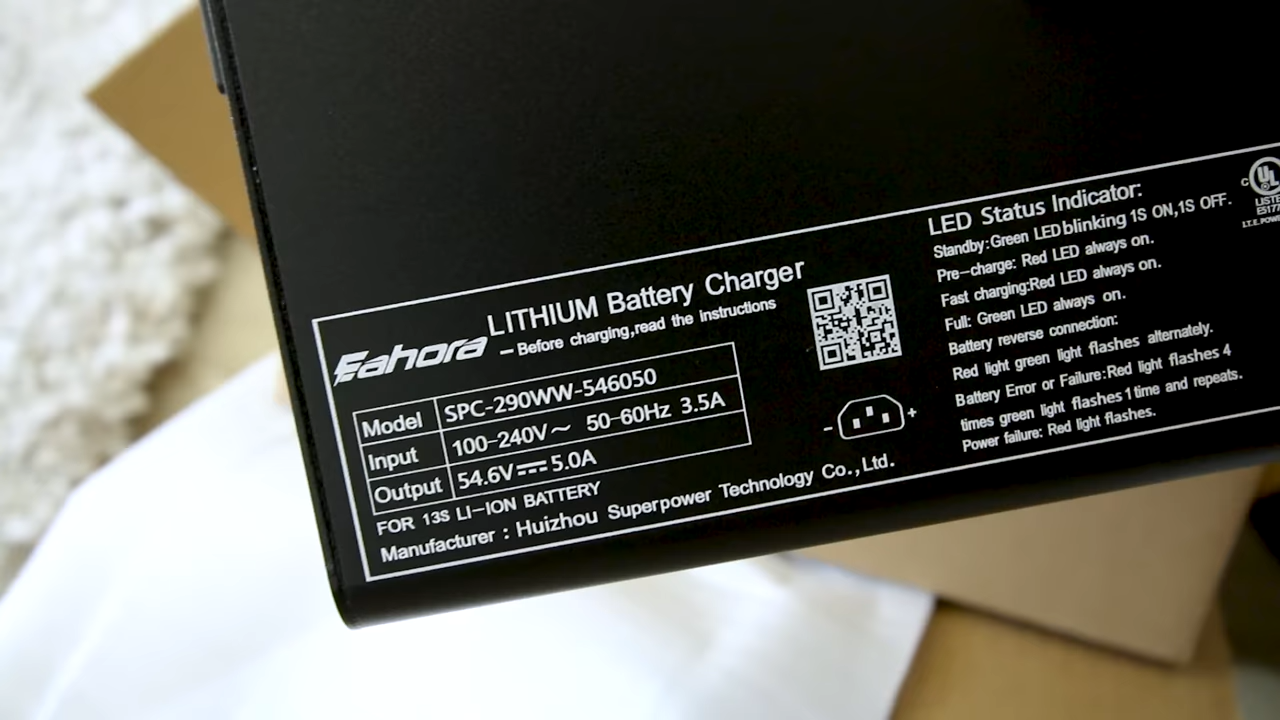 Eahora
LITHIUM Battery Charger
—Before charging,read the instructions
Model SPC-290WW-546050
Input 100-240V～ 50-60Hz 3.5A
Output 54.6V⎓5.0A
FOR 13S LI-ION BATTERY
Manufacturer : Huizhou Superpower Technology Co.,Ltd.
- +
LED Status Indicator:
Standby:Green LED blinking 1S ON,1S OFF.
Pre-charge: Red LED always on.
Fast charging:Red LED always on.
Full: Green LED always on.
Battery reverse connection:
Red light green light flashes alternately.
Battery Error or Failure:Red light flashes 4
times green light flashes 1 time and repeats.
Power failure: Red light flashes.
C UL